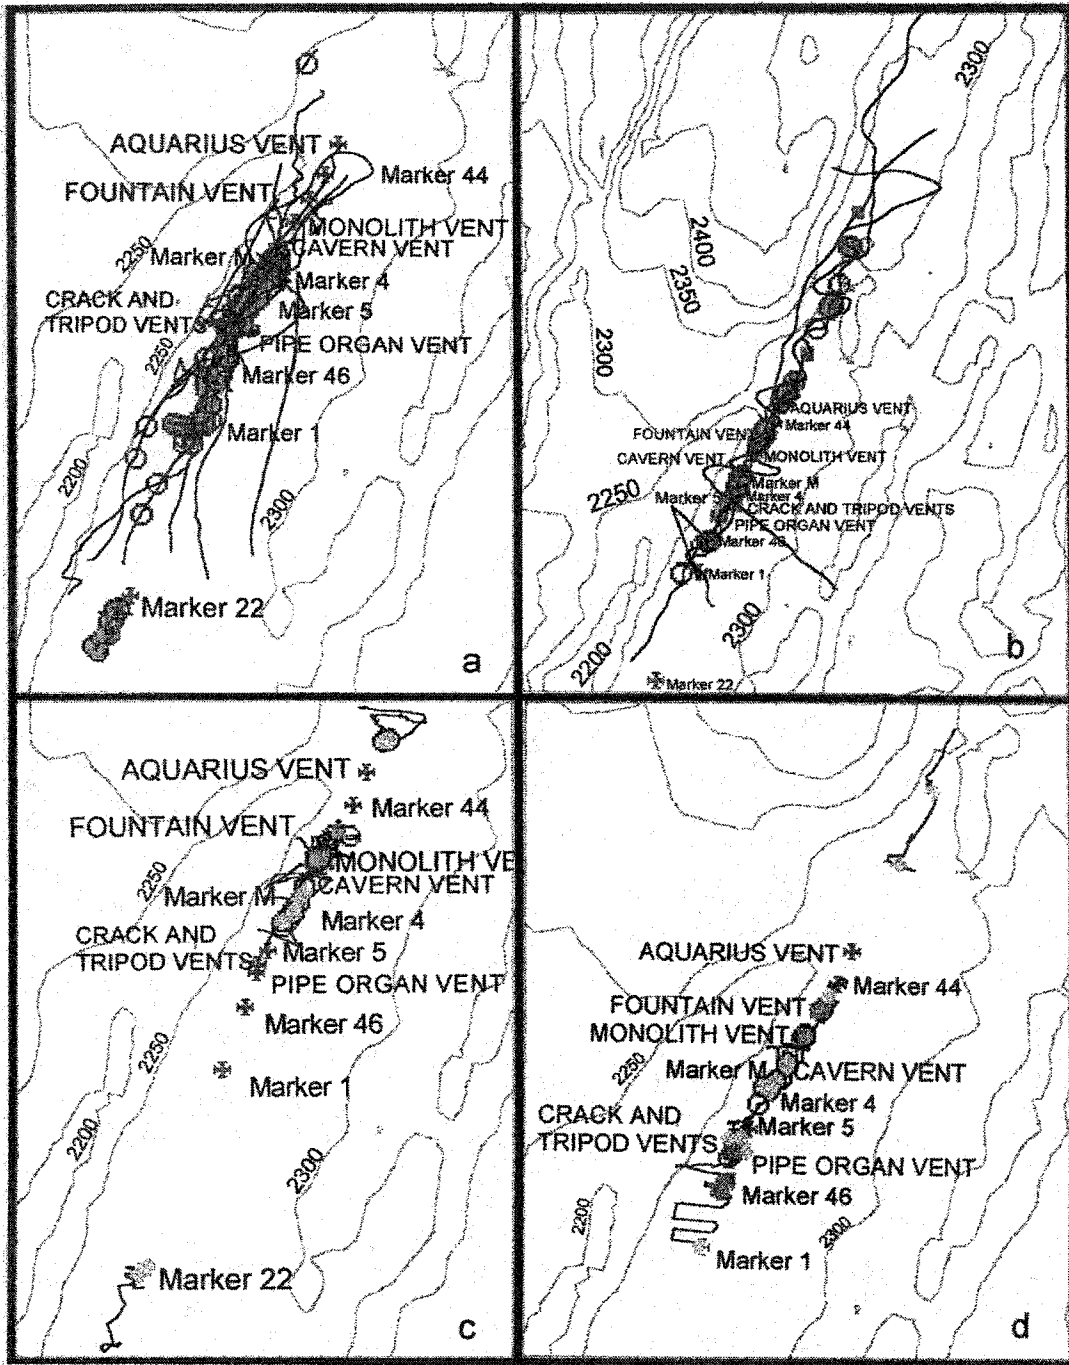 AQUARIUS VENT
Marker 44
FOUNTAIN VENT
MONOLITH VENT
2250
Marker M
CAVERN VENT
Marker 4
CRACK AND
TRIPOD VENTS
Marker 5
2250
PIPE ORGAN VENT
Marker 46
Marker 1
2200
2300
Marker 22
a
2300
2400
2350
2300
AQUARIUS VENT
Marker 44
FOUNTAIN VENT
CAVERN VENT
MONOLITH VENT
Marker M
2250
Marker 5
Marker 4
CRACK AND TRIPOD VENTS
PIPE ORGAN VENT
Marker 46
Marker 1
2300
2200
b
Marker 22
AQUARIUS VENT
Marker 44
FOUNTAIN VENT
MONOLITH VE
2250
CAVERN VENT
Marker M
Marker 4
CRACK AND
TRIPOD VENTS
Marker 5
PIPE ORGAN VENT
Marker 46
2250
Marker 1
2200
2300
Marker 22
c
AQUARIUS VENT
Marker 44
FOUNTAIN VENT
MONOLITH VENT
2250
Marker M
CAVERN VENT
Marker 4
CRACK AND
TRIPOD VENTS
Marker 5
PIPE ORGAN VENT
Marker 46
2200
2300
Marker 1
d